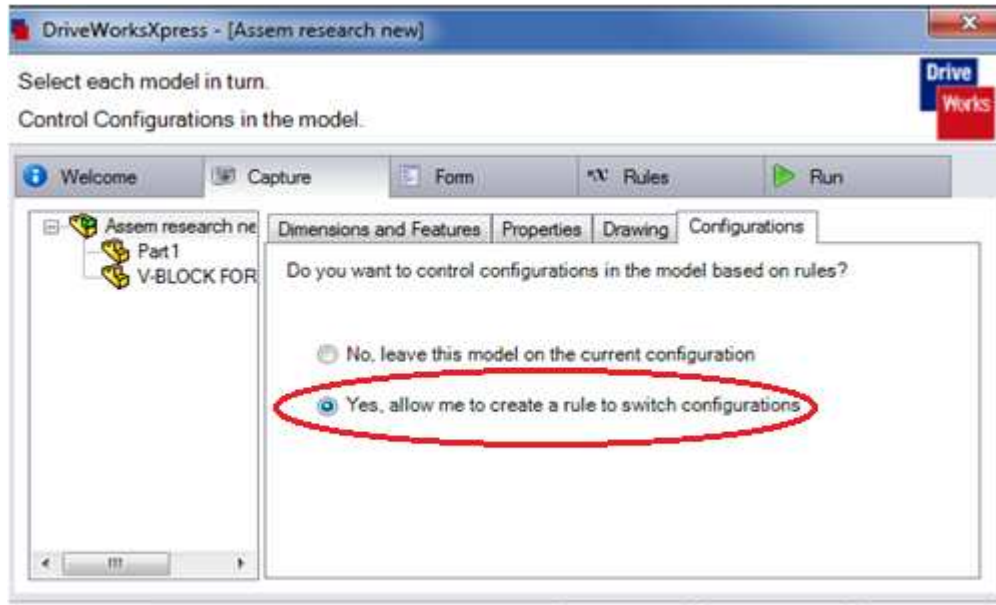 DriveWorksXpress - [Assem research new]
Select each model in turn.
Control Configurations in the model.
Drive
Works
Welcome
Capture
Form
Rules
Run
Assem research ne
Part1
V-BLOCK FOR
Dimensions and Features
Properties
Drawing
Configurations
Do you want to control configurations in the model based on rules?
No, leave this model on the current configuration
Yes, allow me to create a rule to switch configurations